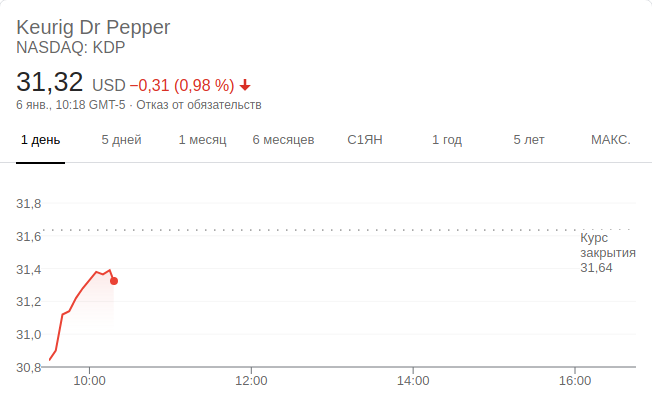 Keurig Dr Pepper
NASDAQ: KDP
31,32 USD −0,31 (0,98 %)
6 янв., 10:18 GMT-5 · Отказ от обязательств
1 день 5 дней 1 месяц 6 месяцев С1ЯН 1 год 5 лет МАКС.
31,8
31,6
Курс
закрытия
31,64
31,4
31,2
31,0
30,8
10:00 12:00 14:00 16:00